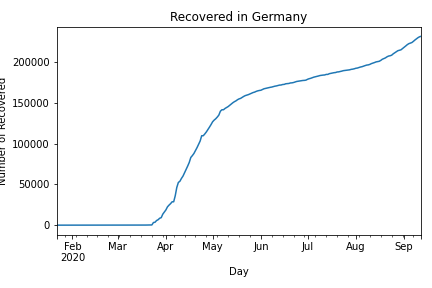 Recovered in Germany
Number of Recovered
200000
150000
100000
50000
0
Feb Mar Apr May Jun Jul Aug Sep
2020
Day